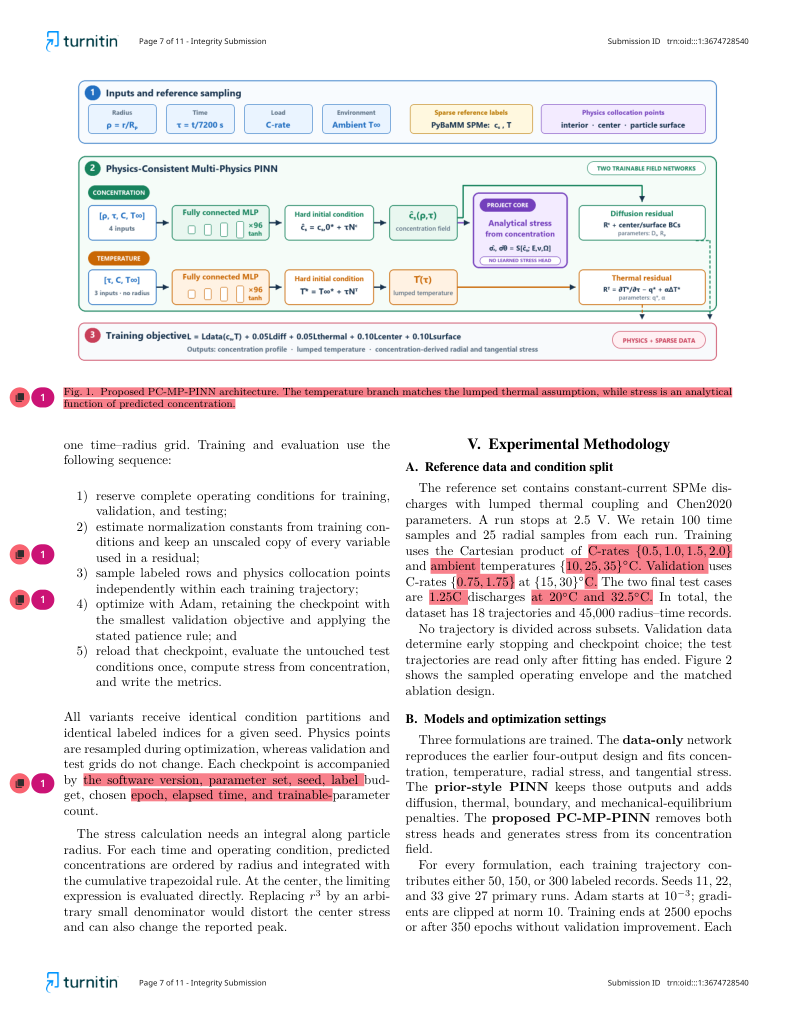 turnitin Page 7 of 11 - Integrity Submission Submission ID trn:oid:::1:3674728540
1 Inputs and reference sampling
Radius
ρ = r/Rₚ
Time
τ = t/7200 s
Load
C-rate
Environment
Ambient T∞
Sparse reference labels
PyBaMM SPMe: cₛ , T
Physics collocation points
interior · center · particle surface
2 Physics-Consistent Multi-Physics PINN
TWO TRAINABLE FIELD NETWORKS
CONCENTRATION
[ρ, τ, C, T∞]
4 inputs
Fully connected MLP
×96
tanh
Hard initial condition
ĉₛ(ρ,τ)
concentration field
PROJECT CORE
Analytical stress
from concentration
NO LEARNED STRESS HEAD
Diffusion residual
Rᶜ + center/surface BCs
TEMPERATURE
[τ, C, T∞]
3 inputs · no radius
Fully connected MLP
×96
tanh
Hard initial condition
T̂(τ)
lumped temperature
Thermal residual
3 Training objectiveL = Ldata(cₛ,T) + 0.05Ldiff + 0.05Lthermal + 0.10Lcenter + 0.10Lsurface
Outputs: concentration profile · lumped temperature · concentration-derived radial and tangential stress
PHYSICS + SPARSE DATA
1 Fig. 1. Proposed PC-MP-PINN architecture. The temperature branch matches the lumped thermal assumption, while stress is an analytical
function of predicted concentration.
one time–radius grid. Training and evaluation use the
following sequence:
1) reserve complete operating conditions for training,
validation, and testing;
2) estimate normalization constants from training con-
ditions and keep an unscaled copy of every variable
1 used in a residual;
3) sample labeled rows and physics collocation points
independently within each training trajectory;
1 4) optimize with Adam, retaining the checkpoint with
the smallest validation objective and applying the
stated patience rule; and
5) reload that checkpoint, evaluate the untouched test
conditions once, compute stress from concentration,
and write the metrics.
All variants receive identical condition partitions and
identical labeled indices for a given seed. Physics points
are resampled during optimization, whereas validation and
test grids do not change. Each checkpoint is accompanied
1 by the software version, parameter set, seed, label bud-
get, chosen epoch, elapsed time, and trainable-parameter
count.
The stress calculation needs an integral along particle
radius. For each time and operating condition, predicted
concentrations are ordered by radius and integrated with
the cumulative trapezoidal rule. At the center, the limiting
expression is evaluated directly. Replacing r³ by an arbi-
trary small denominator would distort the center stress
and can also change the reported peak.
V. Experimental Methodology
A. Reference data and condition split
The reference set contains constant-current SPMe dis-
charges with lumped thermal coupling and Chen2020
parameters. A run stops at 2.5 V. We retain 100 time
samples and 25 radial samples from each run. Training
uses the Cartesian product of C-rates {0.5, 1.0, 1.5, 2.0}
and ambient temperatures {10, 25, 35}°C. Validation uses
C-rates {0.75, 1.75} at {15, 30}°C. The two final test cases
are 1.25C discharges at 20°C and 32.5°C. In total, the
dataset has 18 trajectories and 45,000 radius–time records.
No trajectory is divided across subsets. Validation data
determine early stopping and checkpoint choice; the test
trajectories are read only after fitting has ended. Figure 2
shows the sampled operating envelope and the matched
ablation design.
B. Models and optimization settings
Three formulations are trained. The data-only network
reproduces the earlier four-output design and fits concen-
tration, temperature, radial stress, and tangential stress.
The prior-style PINN keeps those outputs and adds
diffusion, thermal, boundary, and mechanical-equilibrium
penalties. The proposed PC-MP-PINN removes both
stress heads and generates stress from its concentration
field.
For every formulation, each training trajectory con-
tributes either 50, 150, or 300 labeled records. Seeds 11, 22,
and 33 give 27 primary runs. Adam starts at 10⁻³; gradi-
ents are clipped at norm 10. Training ends at 2500 epochs
or after 350 epochs without validation improvement. Each
turnitin Page 7 of 11 - Integrity Submission Submission ID trn:oid:::1:3674728540